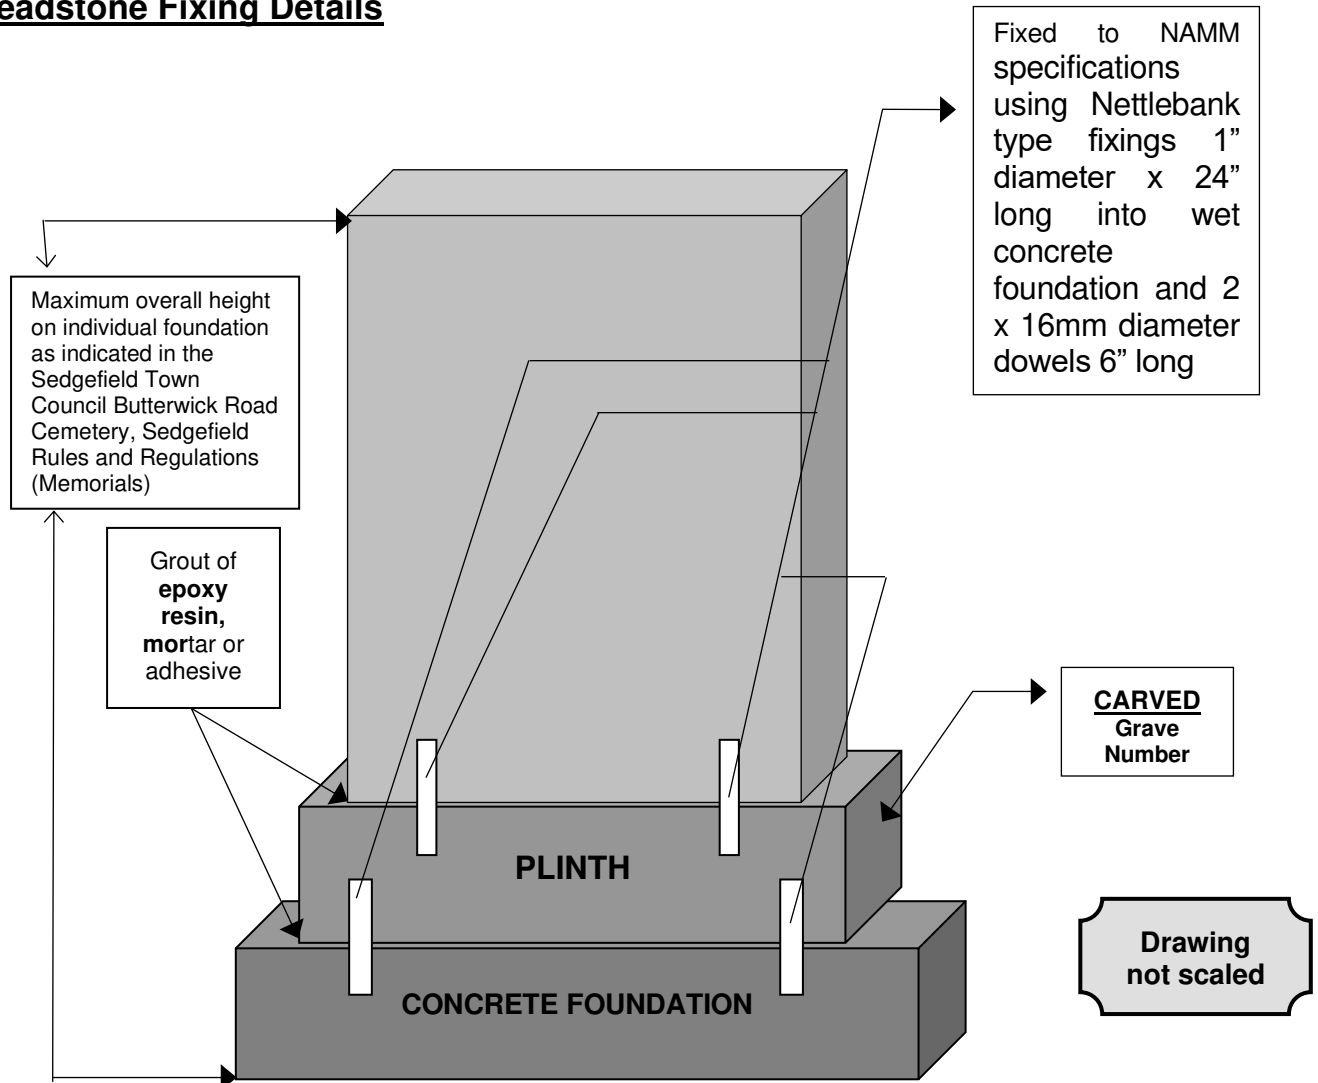 eadstone Fixing Details
Fixed to NAMM
specifications
using Nettlebank
type fixings 1”
diameter x 24”
long into wet
concrete
foundation and 2
x 16mm diameter
dowels 6” long
Maximum overall height
on individual foundation
as indicated in the
Sedgefield Town
Council Butterwick Road
Cemetery, Sedgefield
Rules and Regulations
(Memorials)
Grout of
epoxy
resin,
mortar or
adhesive
CARVED
Grave
Number
PLINTH
CONCRETE FOUNDATION
Drawing
not scaled